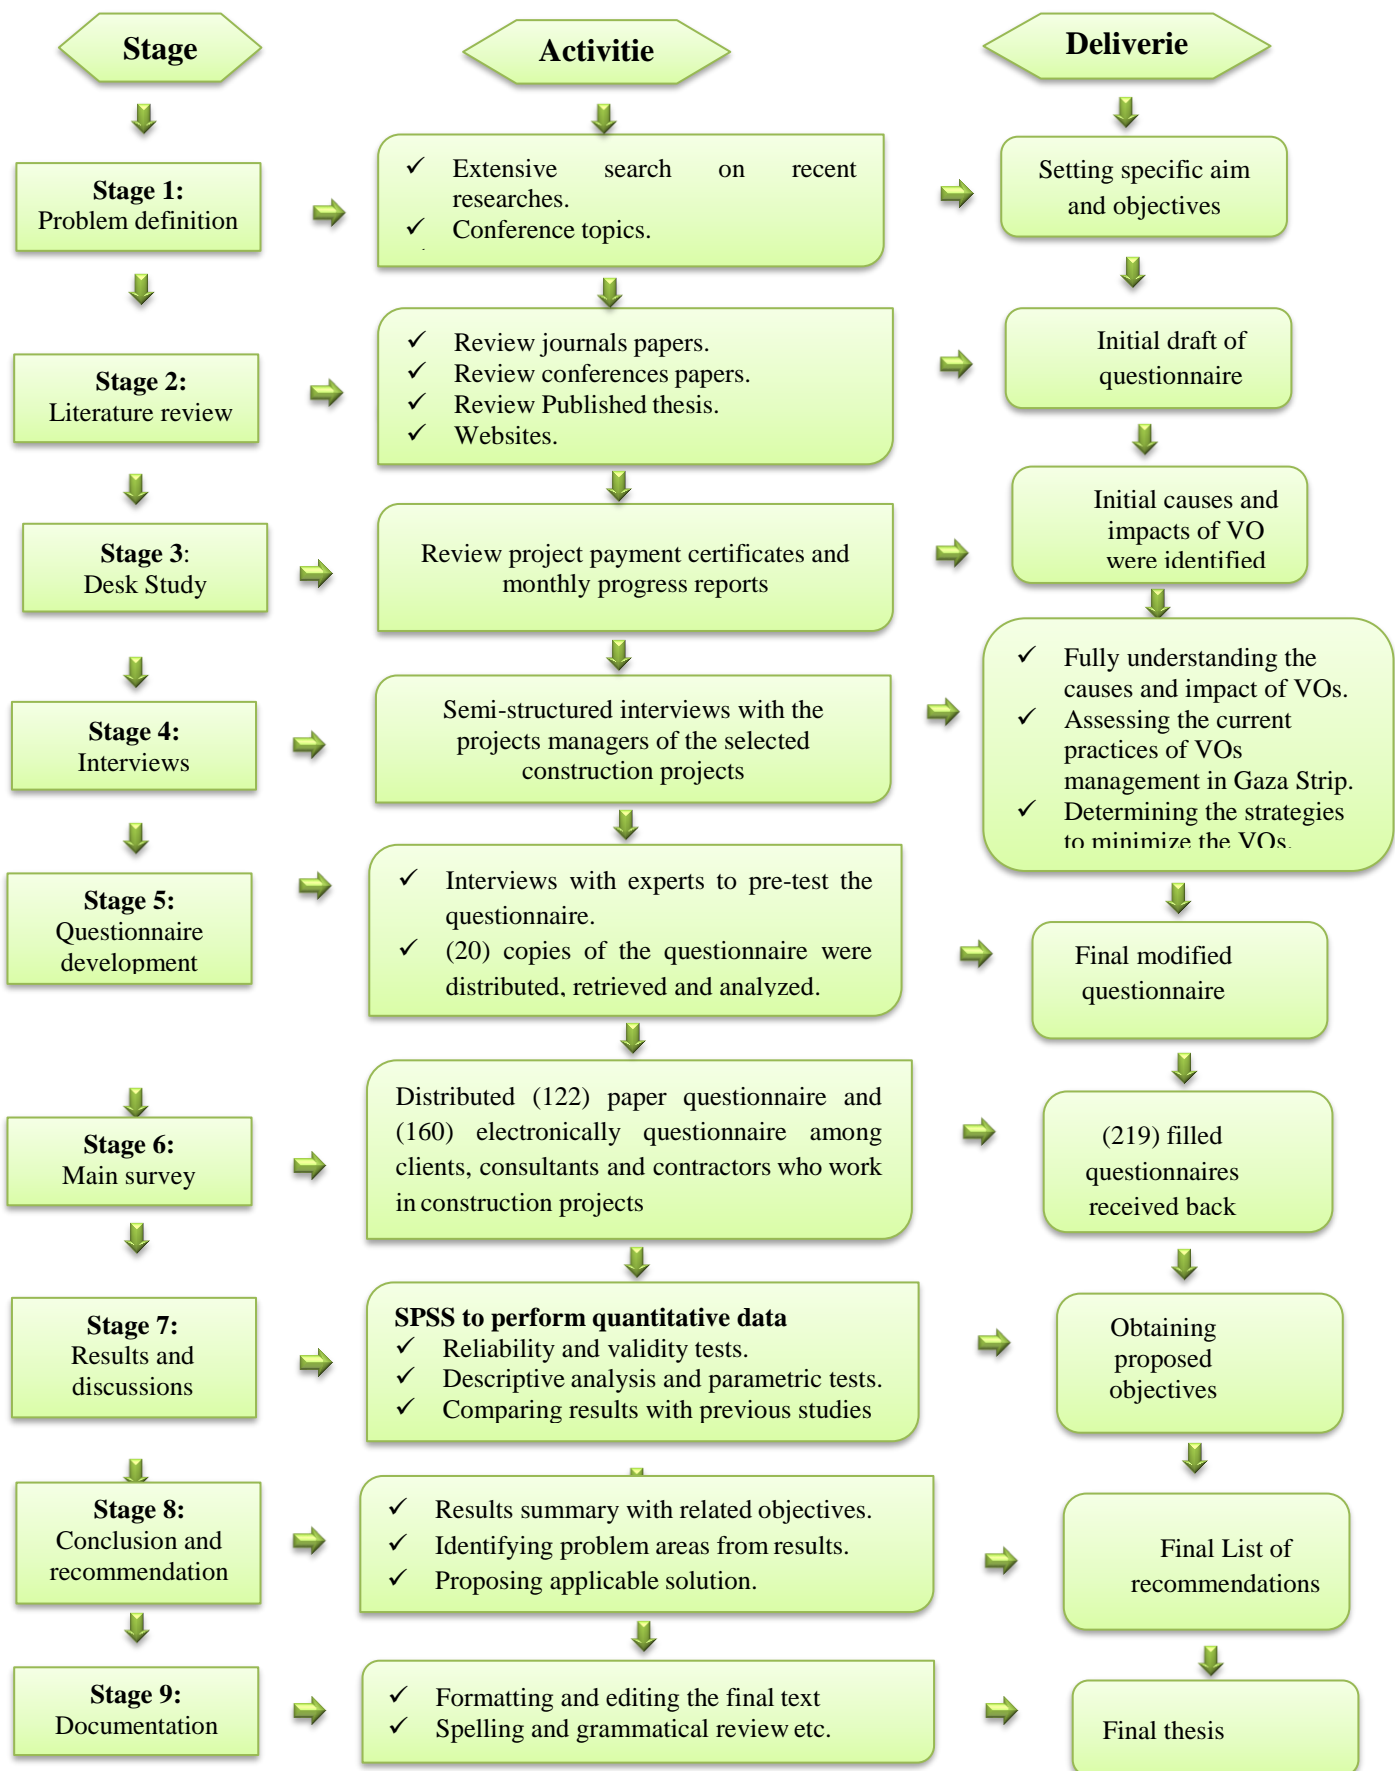 Stage
Activitie
Deliverie
Stage 1:
Problem definition
✓ Extensive search on recent
researches.
✓ Conference topics.
Setting specific aim
and objectives
Stage 2:
Literature review
✓ Review journals papers.
✓ Review conferences papers.
✓ Review Published thesis.
✓ Websites.
Initial draft of
questionnaire
Stage 3:
Desk Study
Review project payment certificates and
monthly progress reports
Initial causes and
impacts of VO
were identified
Stage 4:
Interviews
Semi-structured interviews with the
projects managers of the selected
construction projects
✓ Fully understanding the
causes and impact of VOs.
✓ Assessing the current
practices of VOs
management in Gaza Strip.
✓ Determining the strategies
to minimize the VOs.
Stage 5:
Questionnaire
development
✓ Interviews with experts to pre-test the
questionnaire.
✓ (20) copies of the questionnaire were
distributed, retrieved and analyzed.
Final modified
questionnaire
Stage 6:
Main survey
Distributed (122) paper questionnaire and
(160) electronically questionnaire among
clients, consultants and contractors who work
in construction projects
(219) filled
questionnaires
received back
Stage 7:
Results and
discussions
SPSS to perform quantitative data
✓ Reliability and validity tests.
✓ Descriptive analysis and parametric tests.
✓ Comparing results with previous studies
Obtaining
proposed
objectives
Stage 8:
Conclusion and
recommendation
✓ Results summary with related objectives.
✓ Identifying problem areas from results.
✓ Proposing applicable solution.
Final List of
recommendations
Stage 9:
Documentation
✓ Formatting and editing the final text
✓ Spelling and grammatical review etc.
Final thesis